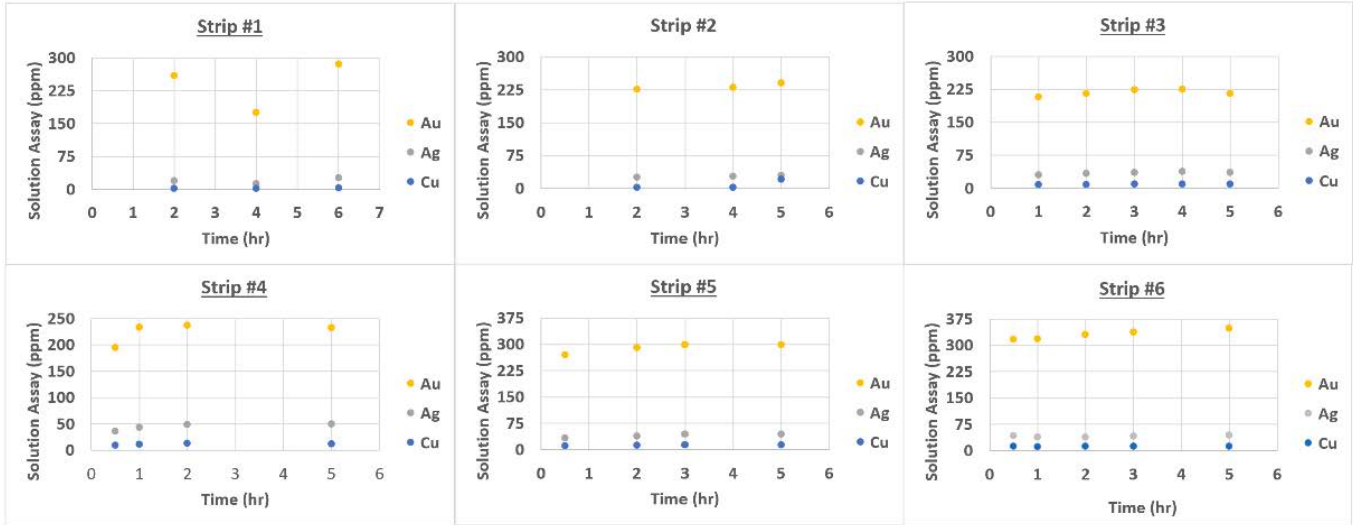 Strip #1
Solution Assay (ppm)
300
225
150
75
0
0 1 2 3 4 5 6 7
Time (hr)
Au
Ag
Cu
Strip #2
Solution Assay (ppm)
300
225
150
75
0
0 1 2 3 4 5 6
Time (hr)
Au
Ag
Cu
Strip #3
Solution Assay (ppm)
300
225
150
75
0
0 1 2 3 4 5 6
Time (hr)
Au
Ag
Cu
Strip #4
Solution Assay (ppm)
250
200
150
100
50
0
0 1 2 3 4 5 6
Time (hr)
Au
Ag
Cu
Strip #5
Solution Assay (ppm)
375
300
225
150
75
0
0 1 2 3 4 5 6
Time (hr)
Au
Ag
Cu
Strip #6
Solution Assay (ppm)
375
300
225
150
75
0
0 1 2 3 4 5 6
Time (hr)
Au
Ag
Cu